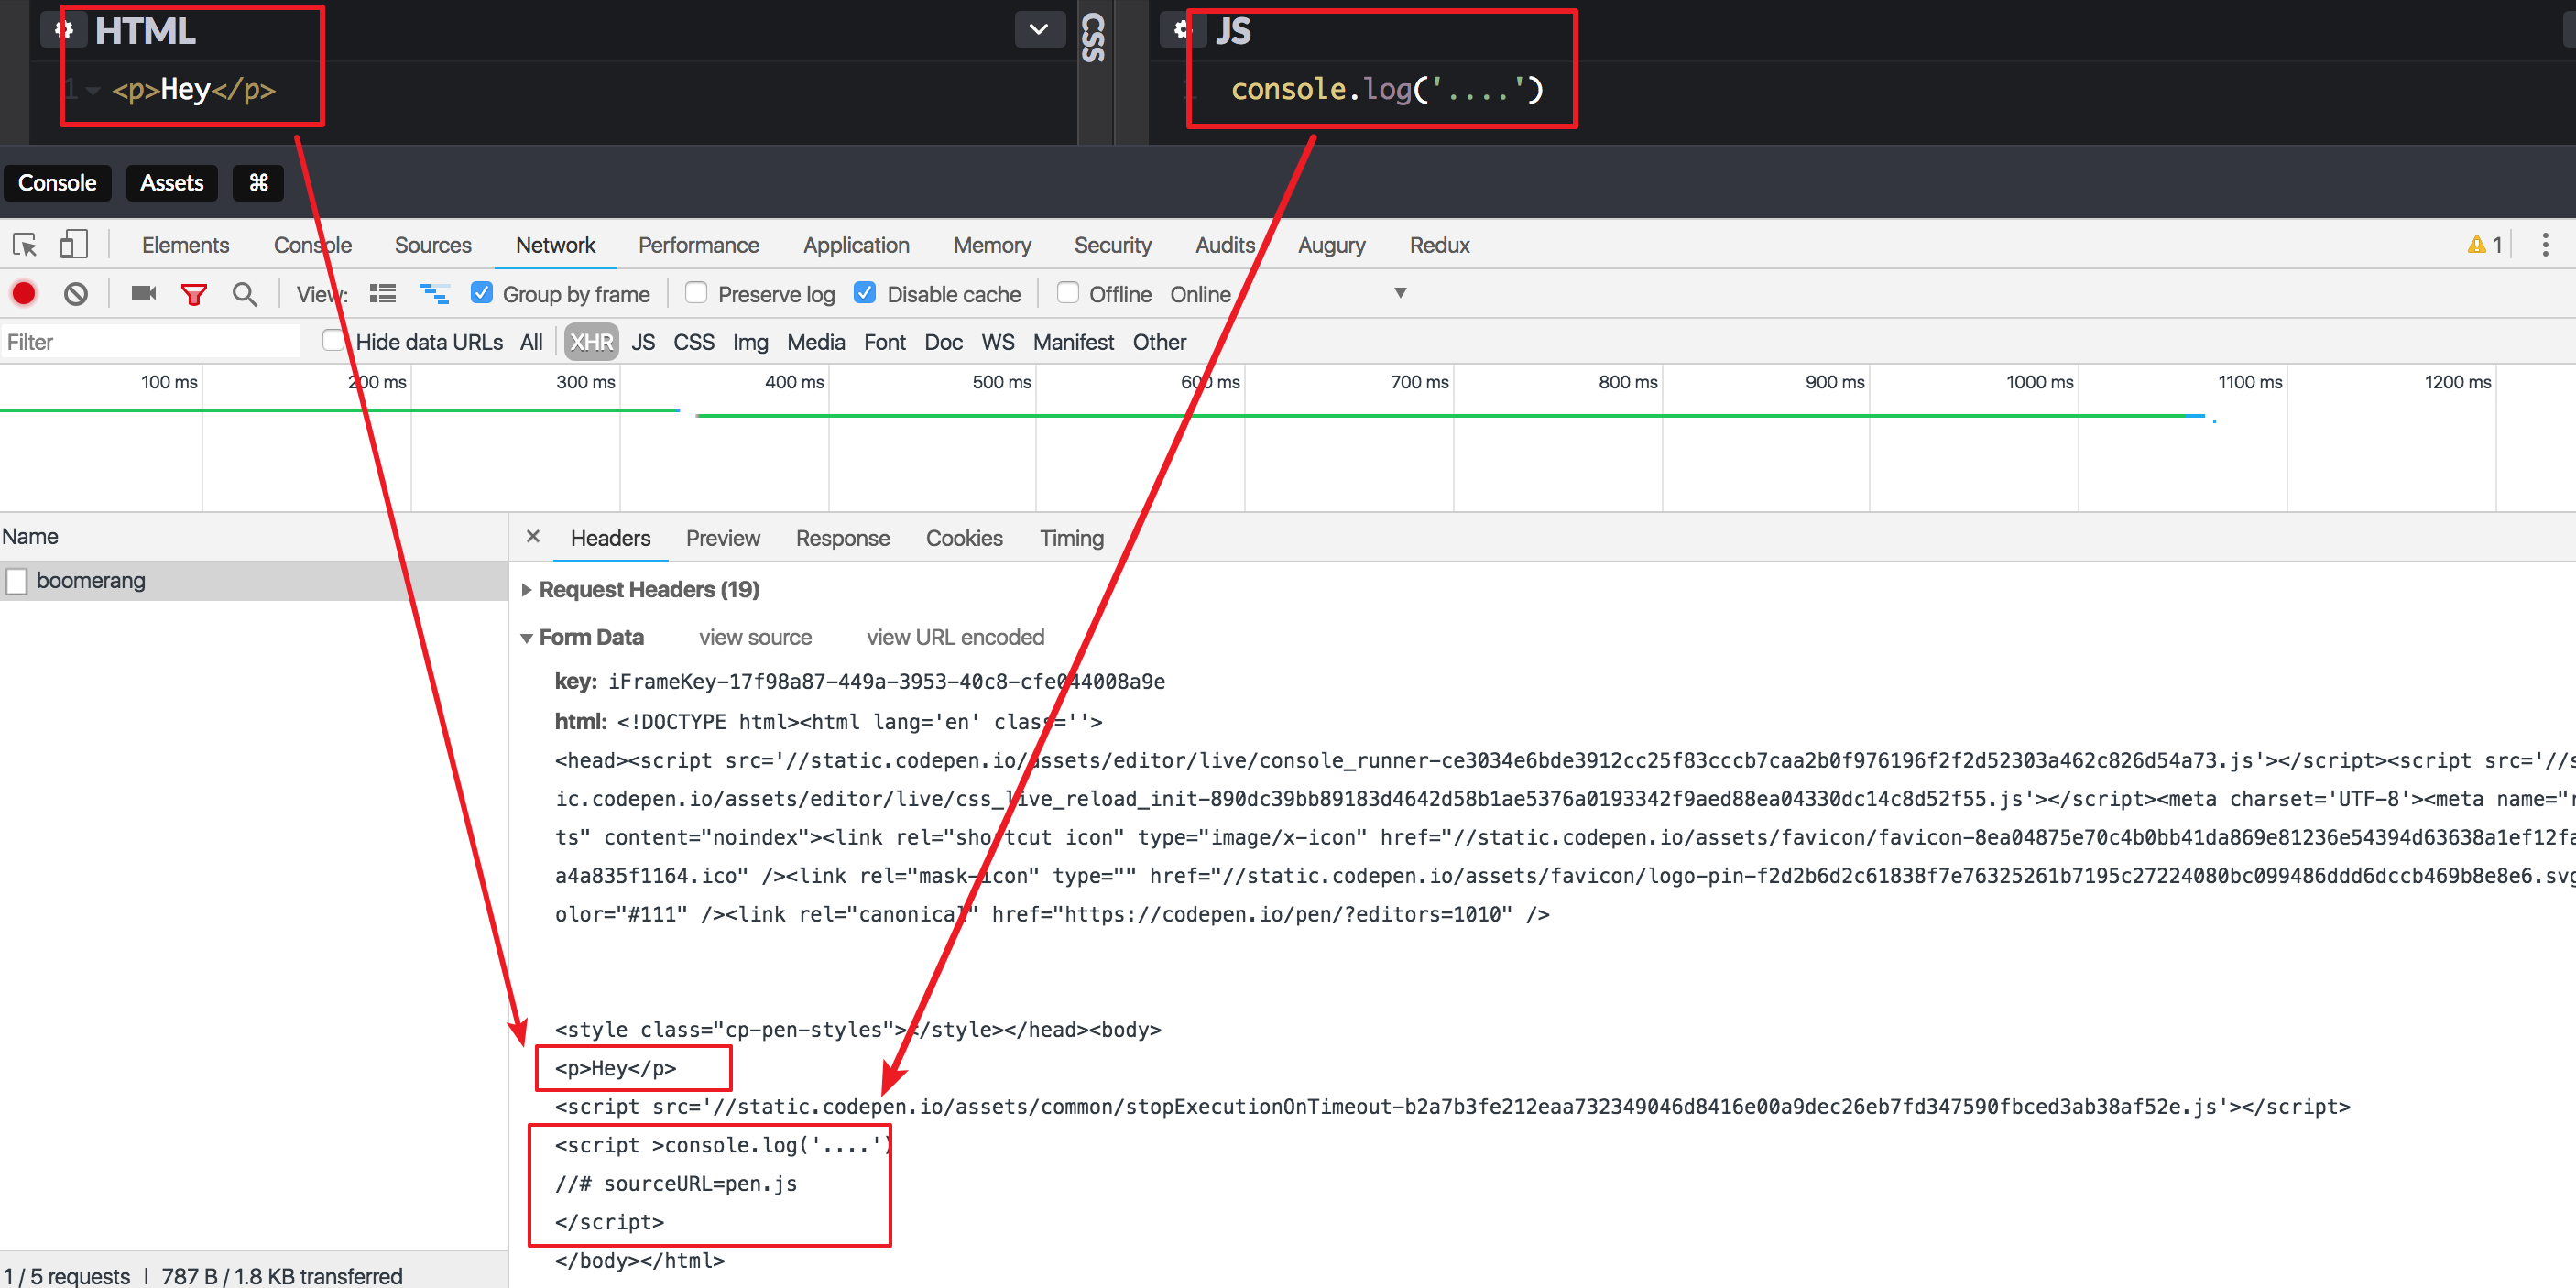 HTML
CSS
JS
1 <p>Hey</p>
1 console.log('....')
Console Assets ⌘
Elements Console Sources Network Performance Application Memory Security Audits Augury Redux 1
View: Group by frame Preserve log Disable cache Offline Online
Filter Hide data URLs All XHR JS CSS Img Media Font Doc WS Manifest Other
100 ms 200 ms 300 ms 400 ms 500 ms 600 ms 700 ms 800 ms 900 ms 1000 ms 1100 ms 1200 ms
Name
× Headers Preview Response Cookies Timing
boomerang
Request Headers (19)
Form Data view source view URL encoded
key: iFrameKey-17f98a87-449a-3953-40c8-cfe044008a9e
html: <!DOCTYPE html><html lang='en' class=''>
<head><script src='//static.codepen.io/assets/editor/live/console_runner-ce3034e6bde3912cc25f83cccb7caa2b0f976196f2f2d52303a462c826d54a73.js'></script><script src='//s
ic.codepen.io/assets/editor/live/css_live_reload_init-890dc39bb89183d4642d58b1ae5376a0193342f9aed88ea04330dc14c8d52f55.js'></script><meta charset='UTF-8'><meta name="r
ts" content="noindex"><link rel="shortcut icon" type="image/x-icon" href="//static.codepen.io/assets/favicon/favicon-8ea04875e70c4b0bb41da869e81236e54394d63638a1ef12fa
a4a835f1164.ico" /><link rel="mask-icon" type="" href="//static.codepen.io/assets/favicon/logo-pin-f2d2b6d2c61838f7e76325261b7195c27224080bc099486ddd6dccb469b8e8e6.svg
olor="#111" /><link rel="canonical" href="https://codepen.io/pen/?editors=1010" />
<style class="cp-pen-styles"></style></head><body>
<p>Hey</p>
<script src='//static.codepen.io/assets/common/stopExecutionOnTimeout-b2a7b3fe212eaa732349046d8416e00a9dec26eb7fd347590fbced3ab38af52e.js'></script>
<script >console.log('....')
//# sourceURL=pen.js
</script>
</body></html>
1 / 5 requests | 787 B / 1.8 KB transferred